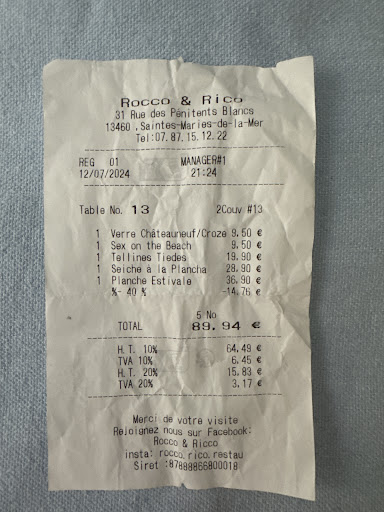 Rocco & Rico
31 Rue des Pénitents Blancs
13460 ,Saintes-Maries-de-la-Mer
Tel:07.87.15.12.22
REG 01 MANAGER#1
12/07/2024 21:24
Table No. 13 2Couv #13
1 Verre Châteauneuf/Croze 9.50 €
1 Sex on the Beach 9.50 €
1 Tellines Tiedes 19.90 €
1 Seiche à la Plancha 28.90 €
1 Planche Estivale 36.90 €
%- 40 % -14.76 €
5 No
TOTAL 89.94 €
H.T. 10% 64.49 €
TVA 10% 6.45 €
H.T. 20% 15.83 €
TVA 20% 3.17 €
Merci de votre visite
Rejoignez nous sur Facebook:
Rocco & Ricco
insta: rocco.rico.restau
Siret :87888866800018